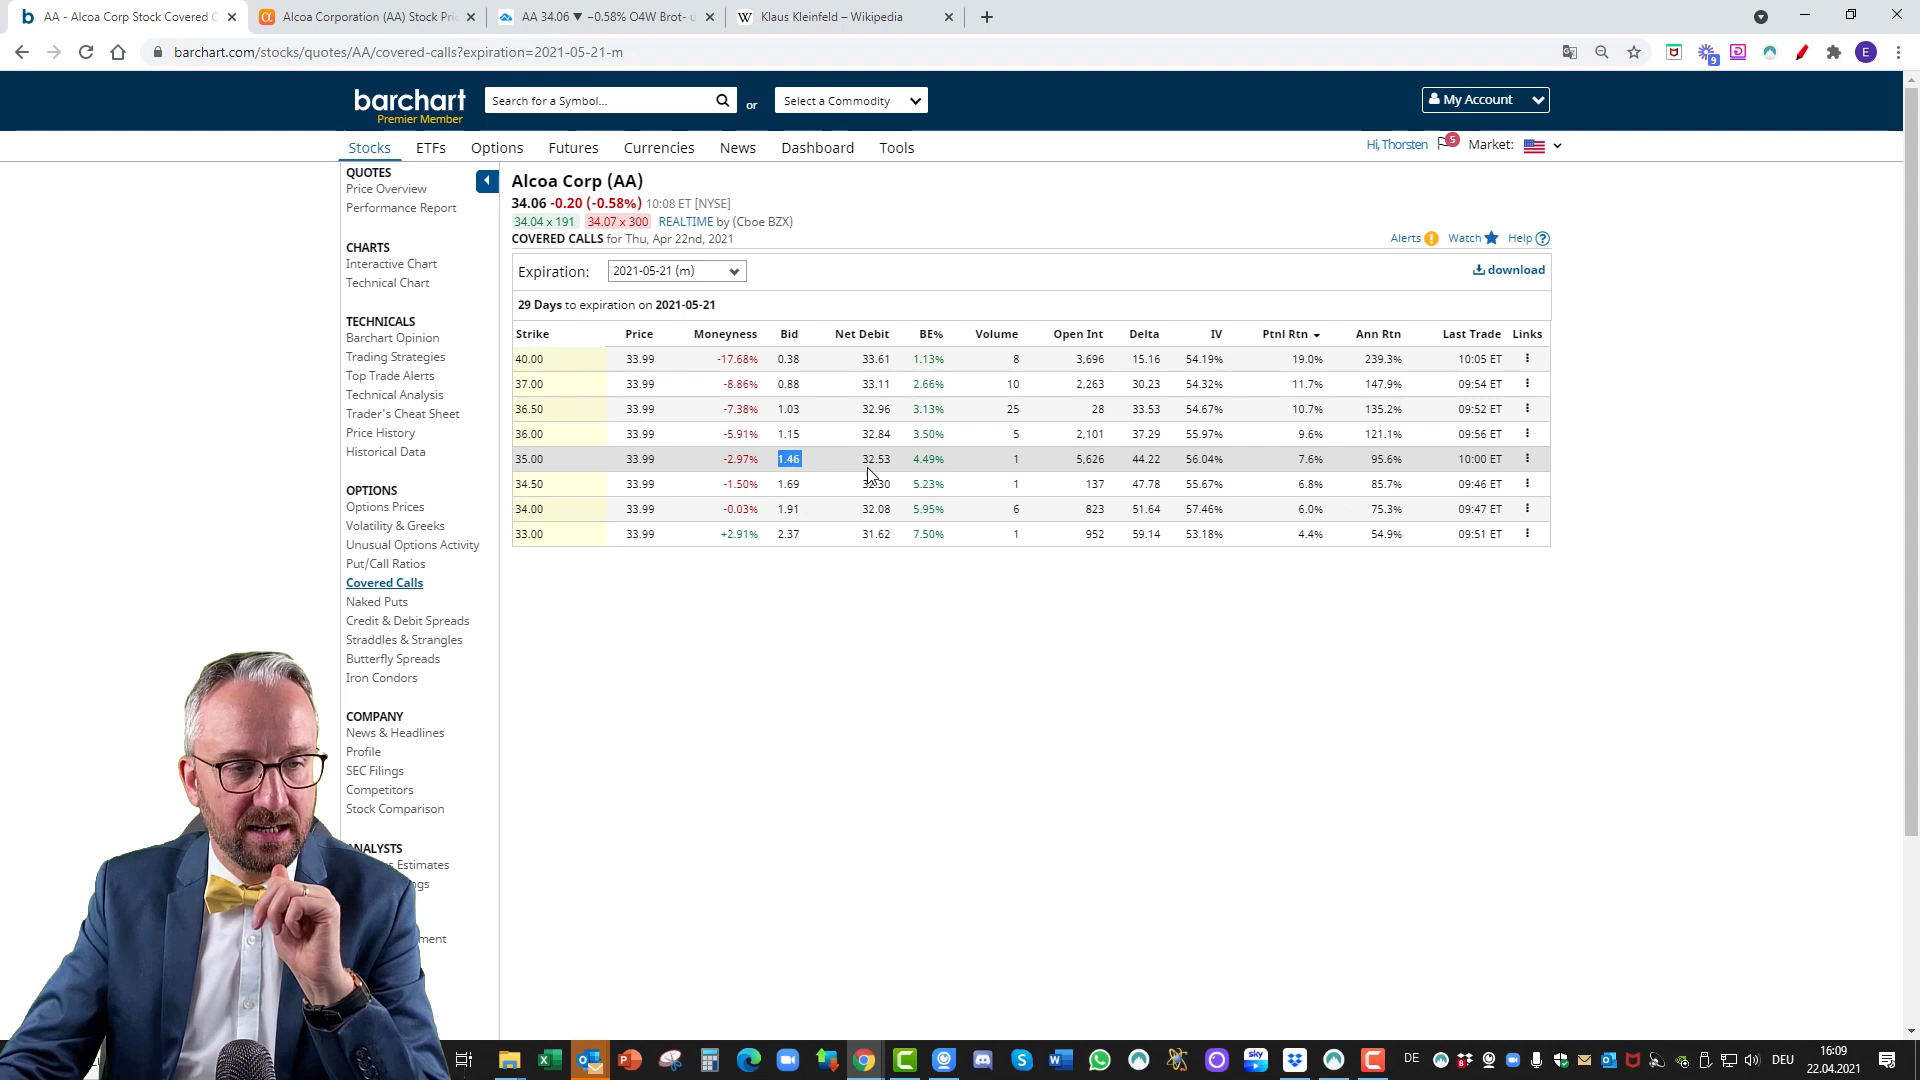 AA - Alcoa Corp Stock Covered C
Alcoa Corporation (AA) Stock Pri
AA 34.06 ▼ −0.58% O4W Brot- u
Klaus Kleinfeld – Wikipedia
barchart.com/stocks/quotes/AA/covered-calls?expiration=2021-05-21-m
9
E
barchart
Premier Member
Search for a Symbol...
or
Select a Commodity
My Account
Stocks ETFs Options Futures Currencies News Dashboard Tools
Hi, Thorsten 5 Market:
QUOTES
Price Overview
Performance Report
CHARTS
Interactive Chart
Technical Chart
TECHNICALS
Barchart Opinion
Trading Strategies
Top Trade Alerts
Technical Analysis
Trader's Cheat Sheet
Price History
Historical Data
OPTIONS
Options Prices
Volatility & Greeks
Unusual Options Activity
Put/Call Ratios
Covered Calls
Naked Puts
Credit & Debit Spreads
Straddles & Strangles
Butterfly Spreads
Iron Condors
COMPANY
News & Headlines
Profile
SEC Filings
Competitors
Stock Comparison
ANALYSTS
Estimates
Alcoa Corp (AA)
34.06 -0.20 (-0.58%) 10:08 ET [NYSE]
34.04 x 191 34.07 x 300 REALTIME by (Cboe BZX)
COVERED CALLS for Thu, Apr 22nd, 2021
Alerts Watch Help
Expiration: 2021-05-21 (m)
download
29 Days to expiration on 2021-05-21
Strike Price Moneyness Bid Net Debit BE% Volume Open Int Delta IV Ptnl Rtn Ann Rtn Last Trade Links
40.00 33.99 -17.68% 0.38 33.61 1.13% 8 3,696 15.16 54.19% 19.0% 239.3% 10:05 ET
37.00 33.99 -8.86% 0.88 33.11 2.66% 10 2,263 30.23 54.32% 11.7% 147.9% 09:54 ET
36.50 33.99 -7.38% 1.03 32.96 3.13% 25 28 33.53 54.67% 10.7% 135.2% 09:52 ET
36.00 33.99 -5.91% 1.15 32.84 3.50% 5 2,101 37.29 55.97% 9.6% 121.1% 09:56 ET
35.00 33.99 -2.97% 1.46 32.53 4.49% 1 5,626 44.22 56.04% 7.6% 95.6% 10:00 ET
34.50 33.99 -1.50% 1.69 32.30 5.23% 1 137 47.78 55.67% 6.8% 85.7% 09:46 ET
34.00 33.99 -0.03% 1.91 32.08 5.95% 6 823 51.64 57.46% 6.0% 75.3% 09:47 ET
33.00 33.99 +2.91% 2.37 31.62 7.50% 1 952 59.14 53.18% 4.4% 54.9% 09:51 ET
sky
DE
DEU
16:09
22.04.2021